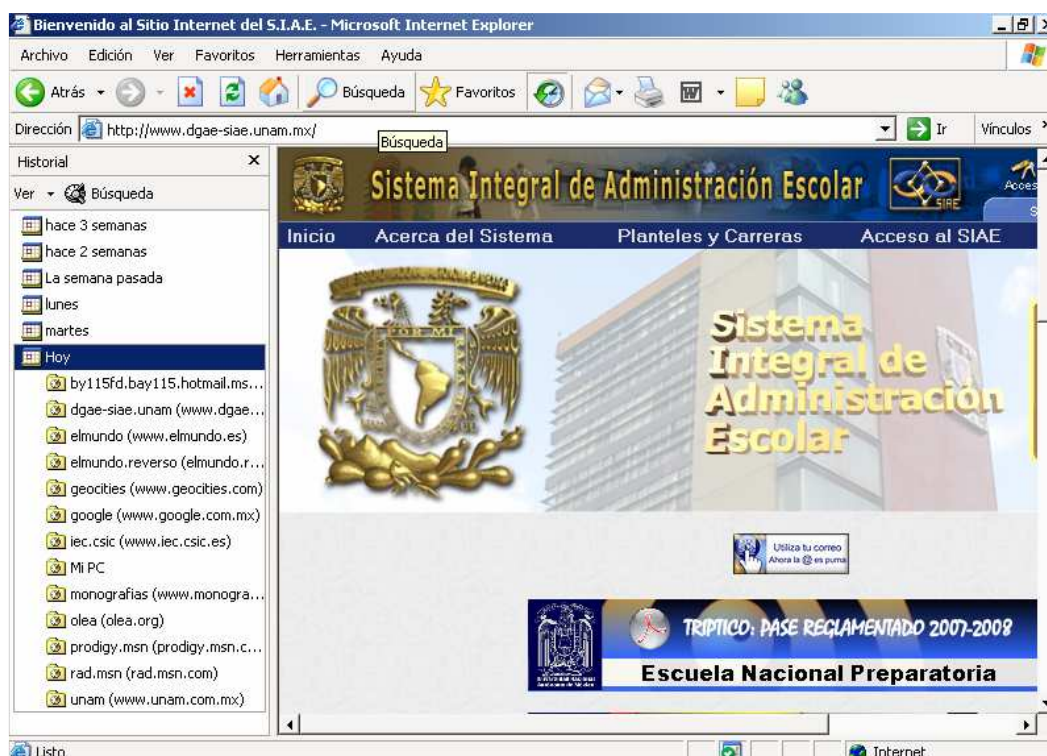 Bienvenido al Sitio Internet del S.I.A.E. - Microsoft Internet Explorer
Archivo Edición Ver Favoritos Herramientas Ayuda
Atrás Búsqueda Favoritos
Dirección http://www.dgae-siae.unam.mx/ Ir Vínculos
Búsqueda
Historial
Ver Búsqueda
hace 3 semanas
hace 2 semanas
La semana pasada
lunes
martes
Hoy
by115fd.bay115.hotmail.ms...
dgae-siae.unam (www.dgae...
elmundo (www.elmundo.es)
elmundo.reverso (elmundo.r...
geocities (www.geocities.com)
google (www.google.com.mx)
iec.csic (www.iec.csic.es)
Mi PC
monografias (www.monogra...
olea (olea.org)
prodigy.msn (prodigy.msn.c...
rad.msn (rad.msn.com)
unam (www.unam.com.mx)
Sistema Integral de Administración Escolar
SIAE
Acces
S
Inicio Acerca del Sistema Planteles y Carreras Acceso al SIAE
Sistema
Integral de
Administración
Escolar
Utiliza tu correo
Ahora la @ es puma
TRIPTICO: PASE REGLAMENTADO 2007-2008
Escuela Nacional Preparatoria
Listo Internet